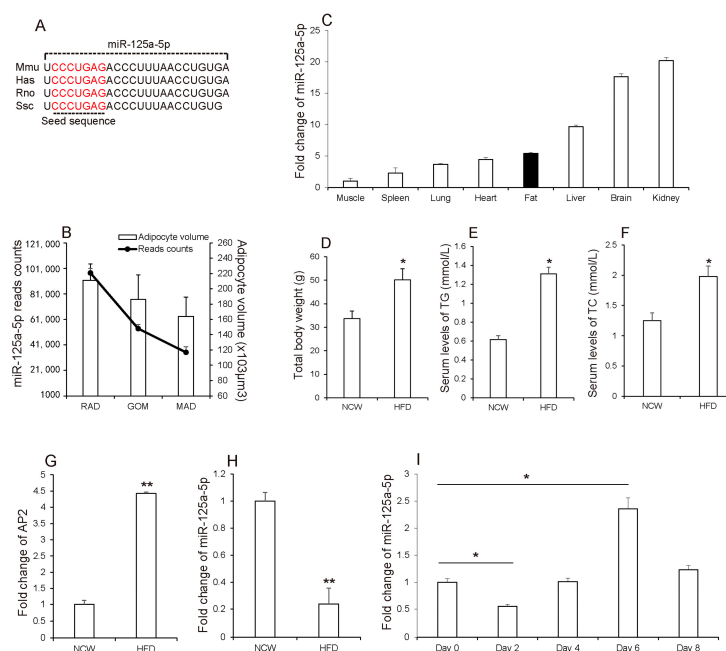 A
miR-125a-5p
Mmu UCCCUGAGACCCUUUAACCUGUGA
Has UCCCUGAGACCCUUUAACCUGUGA
Rno UCCCUGAGACCCUUUAACCUGUGA
Ssc UCCCUGAGACCCUUUAACCUGUG
Seed sequence
C
Fold change of miR-125a-5p
25
20
15
10
5
0
Muscle Spleen Lung Heart Fat Liver Brain Kidney
B
Adipocyte volume
Reads counts
miR-125a-5p reads counts
121,000
101,000
81,000
61,000
41,000
21,000
1000
Adipocyte volume (x103μm3)
260
240
220
200
180
160
140
120
100
80
60
RAD GOM MAD
D
Total body weight (g)
60
50
40
30
20
10
0
*
NCW HFD
E
Serum levels of TG (mmol/L)
1.6
1.4
1.2
1
0.8
0.6
0.4
0.2
0
*
NCW HFD
F
Serum levels of TC (mmol/L)
2.5
2
1.5
1
0.5
0
*
NCW HFD
G
Fold change of AP2
5
4.5
4
3.5
3
2.5
2
1.5
1
0.5
0
**
NCW HFD
H
Fold change of miR-125a-5p
1.2
1
0.8
0.6
0.4
0.2
0
**
NCW HFD
I
Fold change of miR-125a-5p
3
2.5
2
1.5
1
0.5
0
*
*
Day 0 Day 2 Day 4 Day 6 Day 8